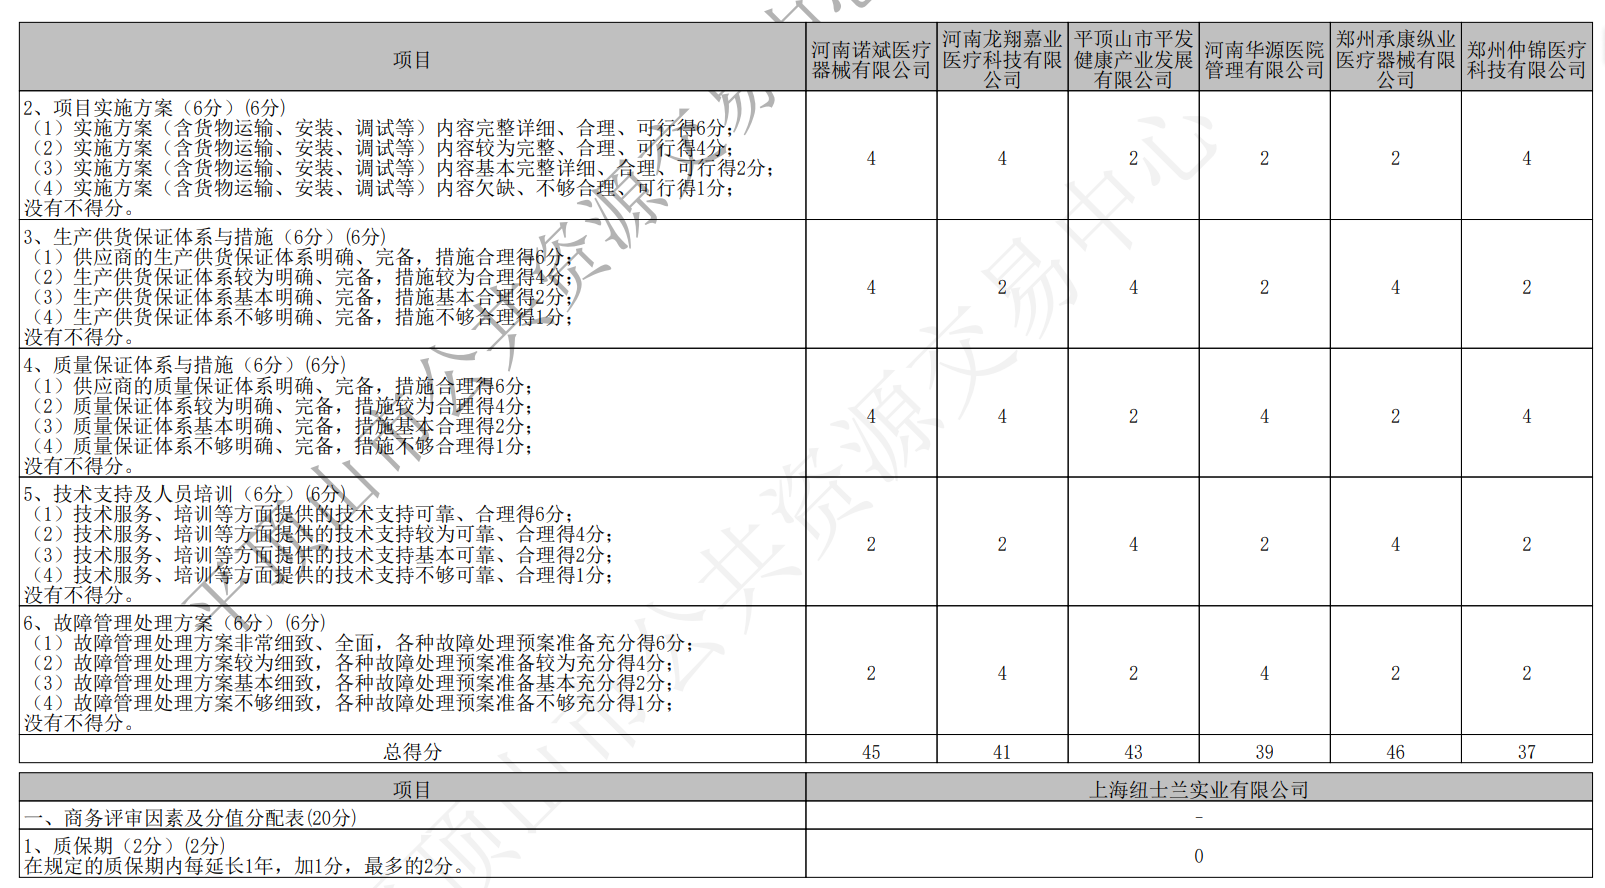 项目
河南诺斌医疗
器械有限公司
河南龙翔嘉业
医疗科技有限
公司
平顶山市平发
健康产业发展
有限公司
河南华源医院
管理有限公司
郑州承康纵业
医疗器械有限
公司
郑州仲锦医疗
科技有限公司
2、项目实施方案（6分）(6分)
（1）实施方案（含货物运输、安装、调试等）内容完整详细、合理、可行得6分；
（2）实施方案（含货物运输、安装、调试等）内容较为完整、合理、可行得4分；
（3）实施方案（含货物运输、安装、调试等）内容基本完整详细、合理、可行得2分；
（4）实施方案（含货物运输、安装、调试等）内容欠缺、不够合理、可行得1分；
没有不得分。
4 4 2 2 2 4
3、生产供货保证体系与措施（6分）(6分)
（1）供应商的生产供货保证体系明确、完备，措施合理得6分；
（2）生产供货保证体系较为明确、完备，措施较为合理得4分；
（3）生产供货保证体系基本明确、完备，措施基本合理得2分；
（4）生产供货保证体系不够明确、完备，措施不够合理得1分；
没有不得分。
4 2 4 2 4 2
4、质量保证体系与措施（6分）(6分)
（1）供应商的质量保证体系明确、完备，措施合理得6分；
（2）质量保证体系较为明确、完备，措施较为合理得4分；
（3）质量保证体系基本明确、完备，措施基本合理得2分；
（4）质量保证体系不够明确、完备，措施不够合理得1分；
没有不得分。
4 4 2 4 2 4
5、技术支持及人员培训（6分）(6分)
（1）技术服务、培训等方面提供的技术支持可靠、合理得6分；
（2）技术服务、培训等方面提供的技术支持较为可靠、合理得4分；
（3）技术服务、培训等方面提供的技术支持基本可靠、合理得2分；
（4）技术服务、培训等方面提供的技术支持不够可靠、合理得1分；
没有不得分。
2 2 4 2 4 2
6、故障管理处理方案（6分）(6分)
（1）故障管理处理方案非常细致、全面，各种故障处理预案准备充分得6分；
（2）故障管理处理方案较为细致，各种故障处理预案准备较为充分得4分；
（3）故障管理处理方案基本细致，各种故障处理预案准备基本充分得2分；
（4）故障管理处理方案不够细致，各种故障处理预案准备不够充分得1分；
没有不得分。
2 4 2 4 2 2
总得分 45 41 43 39 46 37
项目 上海纽士兰实业有限公司
一、商务评审因素及分值分配表(20分) -
1、质保期（2分）(2分)
在规定的质保期内每延长1年，加1分，最多的2分。
0
平顶山市公共资源交易中心
平顶山市公共资源交易中心